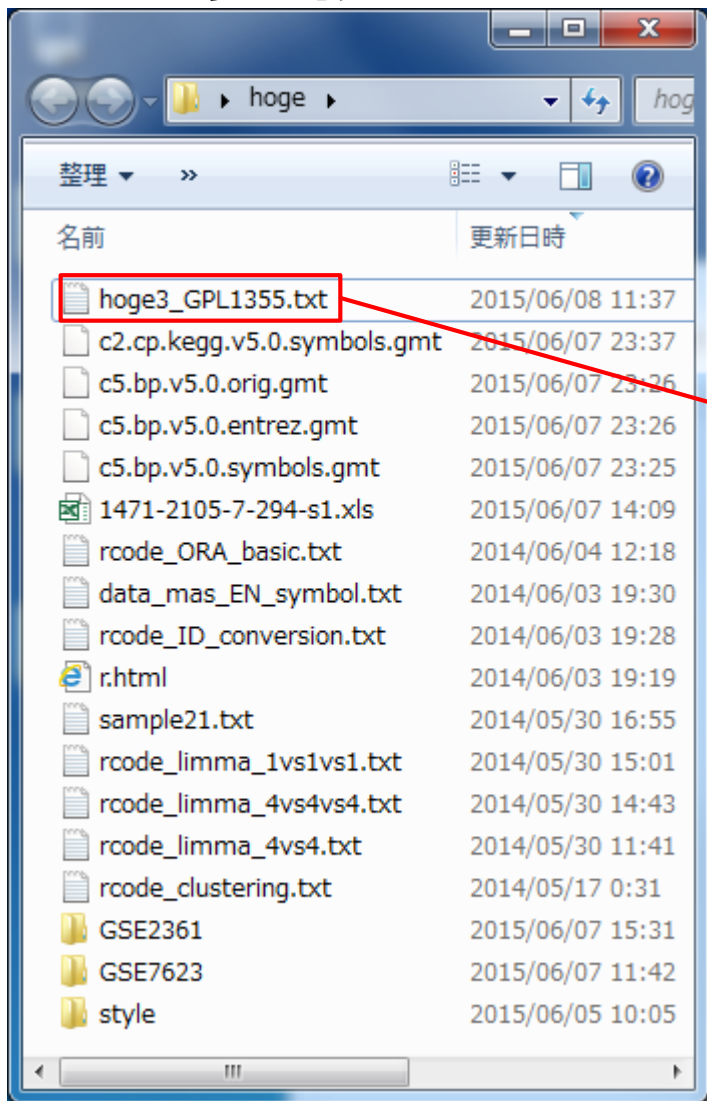 hoge
hog
整理
名前 更新日時
hoge3_GPL1355.txt 2015/06/08 11:37
c2.cp.kegg.v5.0.symbols.gmt 2015/06/07 23:37
c5.bp.v5.0.orig.gmt 2015/06/07 23:26
c5.bp.v5.0.entrez.gmt 2015/06/07 23:26
c5.bp.v5.0.symbols.gmt 2015/06/07 23:25
1471-2105-7-294-s1.xls 2015/06/07 14:09
rcode_ORA_basic.txt 2014/06/04 12:18
data_mas_EN_symbol.txt 2014/06/03 19:30
rcode_ID_conversion.txt 2014/06/03 19:28
r.html 2014/06/03 19:19
sample21.txt 2014/05/30 16:55
rcode_limma_1vs1vs1.txt 2014/05/30 15:01
rcode_limma_4vs4vs4.txt 2014/05/30 14:43
rcode_limma_4vs4.txt 2014/05/30 11:41
rcode_clustering.txt 2014/05/17 0:31
GSE2361 2015/06/07 15:31
GSE7623 2015/06/07 11:42
style 2015/06/05 10:05